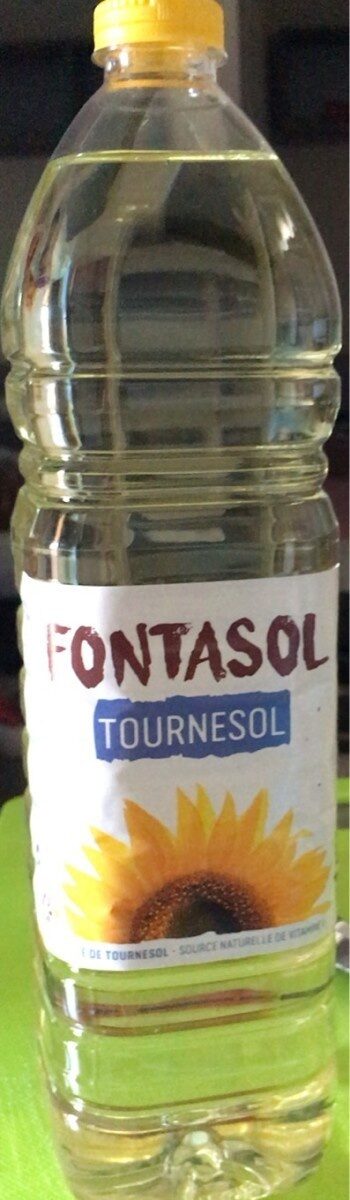 FONTASOL
TOURNESOL
E DE TOURNESOL · SOURCE NATURELLE DE VITAMINE